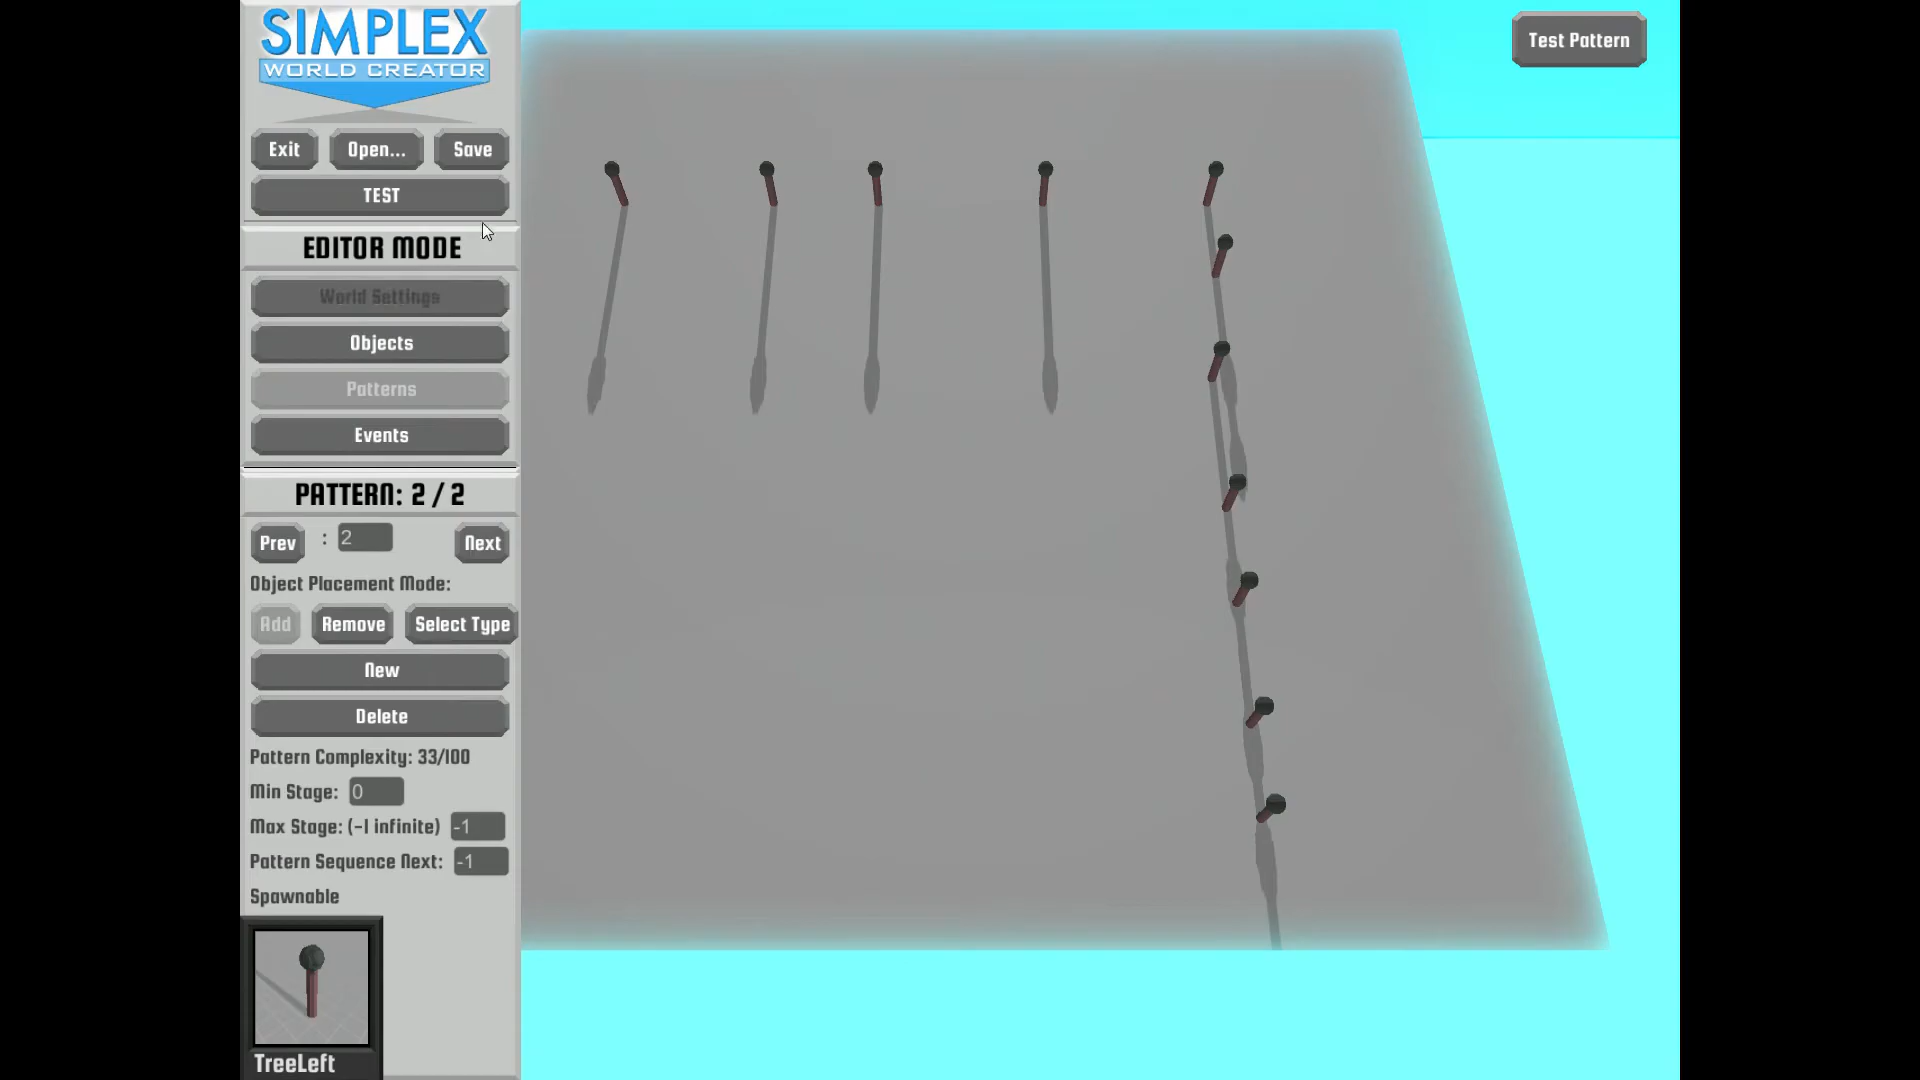 SIMPLEX
WORLD CREATOR
Test Pattern
Exit Open... Save
TEST
EDITOR MODE
World Settings
Objects
Patterns
Events
PATTERN: 2 / 2
Prev : 2 Next
Object Placement Mode:
Add Remove Select Type
New
Delete
Pattern Complexity: 33/100
Min Stage: 0
Max Stage: (-1 infinite) -1
Pattern Sequence Next: -1
Spawnable
TreeLeft